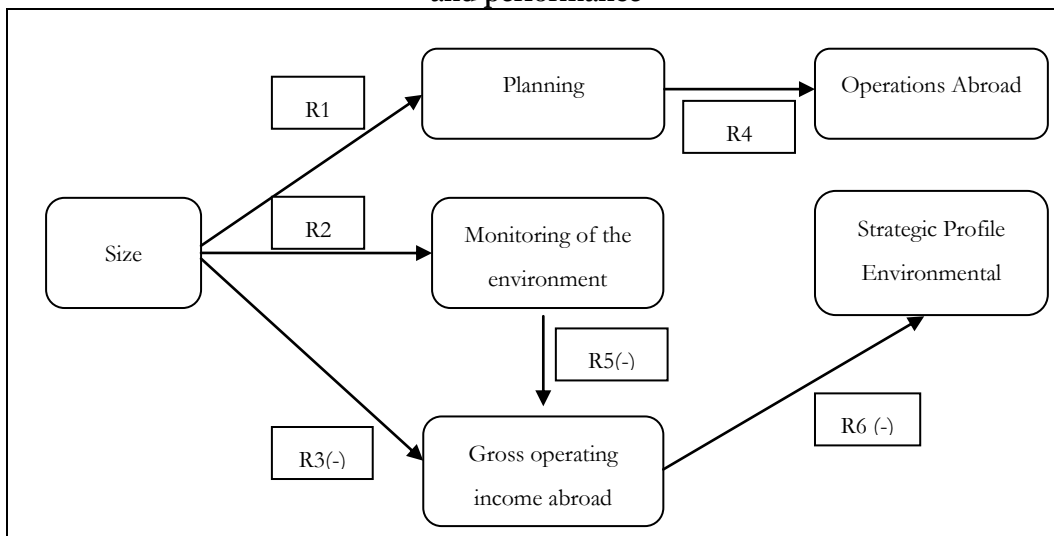 and performance
Planning
Operations Abroad
R1
R4
R2
Size
Monitoring of the
environment
Strategic Profile
Environmental
R5(-)
R3(-)
Gross operating
income abroad
R6 (-)